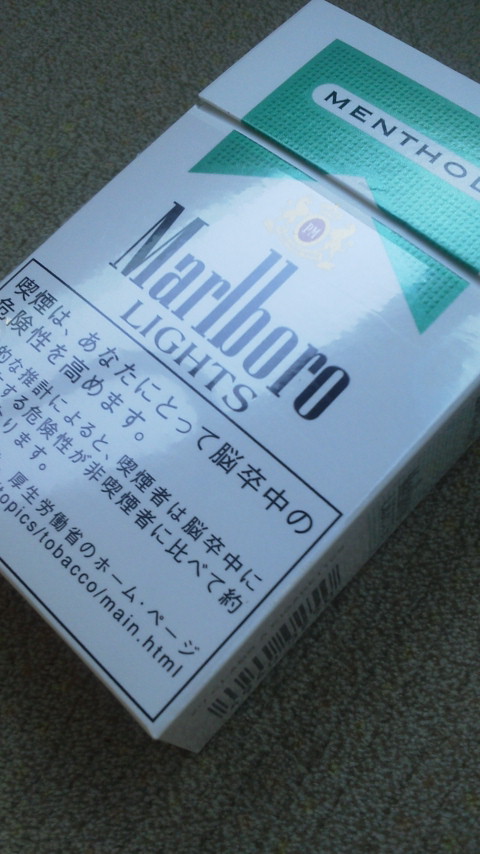 MENTHOL
PM
Marlboro
LIGHTS
喫煙は、あなたにとって脳卒中の
危険性を高めます。
的な推計によると、喫煙者は脳卒中に
する危険性が非喫煙者に比べて約
ります。
厚生労働省のホーム・ページ
topics/tobacco/main.html